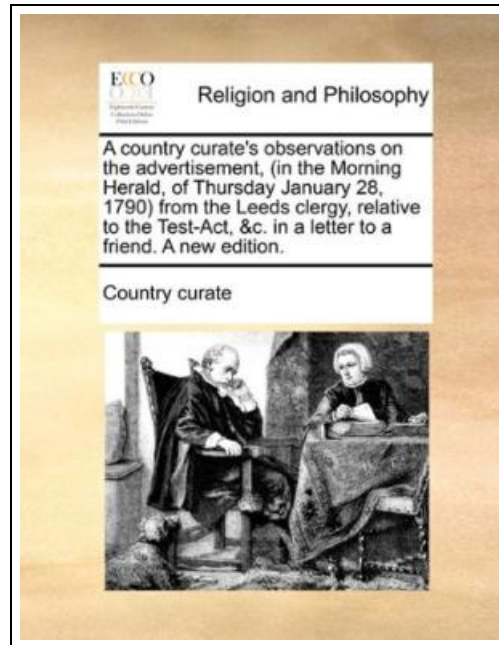 ECCO
Religion and Philosophy
A country curate's observations on
the advertisement, (in the Morning
Herald, of Thursday January 28,
1790) from the Leeds clergy, relative
to the Test-Act, &c. in a letter to a
friend. A new edition.
Country curate